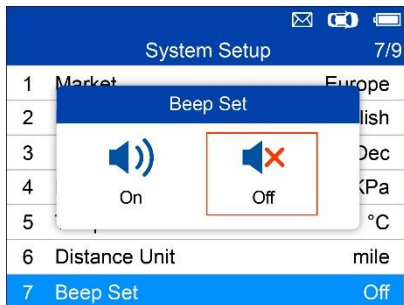 System Setup 7/9
1 Market Europe
Beep Set
2 lish
3 Dec
4 KPa
On Off
5 °C
6 Distance Unit mile
7 Beep Set Off